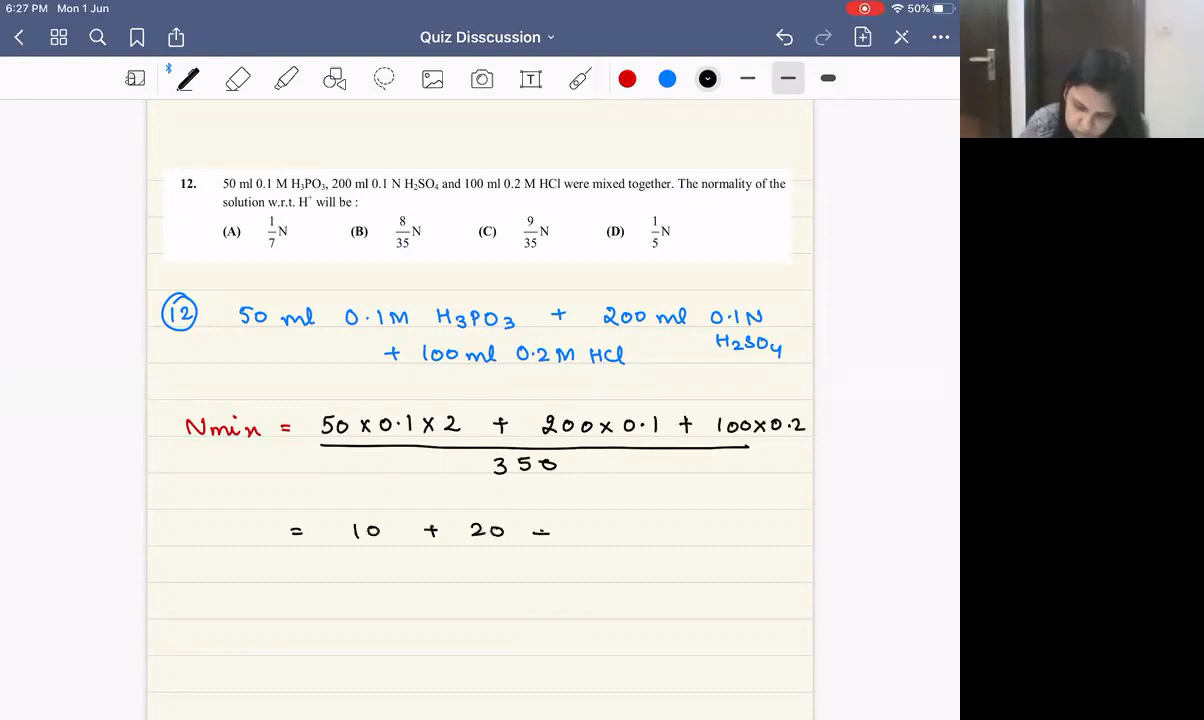 6:27 PM Mon 1 Jun
50%
Quiz Disscussion
a
T
12. 50 ml 0.1 M H₃PO₃, 200 ml 0.1 N H₂SO₄ and 100 ml 0.2 M HCl were mixed together. The normality of the
solution w.r.t. H⁺ will be :
(A) 1/7 N (B) 8/35 N (C) 9/35 N (D) 1/5 N
12 50 ml 0.1M H₃PO₃ + 200 ml 0.1N
H₂SO₄
+ 100 ml 0.2 M HCl
Nmix = 50 × 0.1 × 2 + 200 × 0.1 + 100 × 0.2
350
= 10 + 20